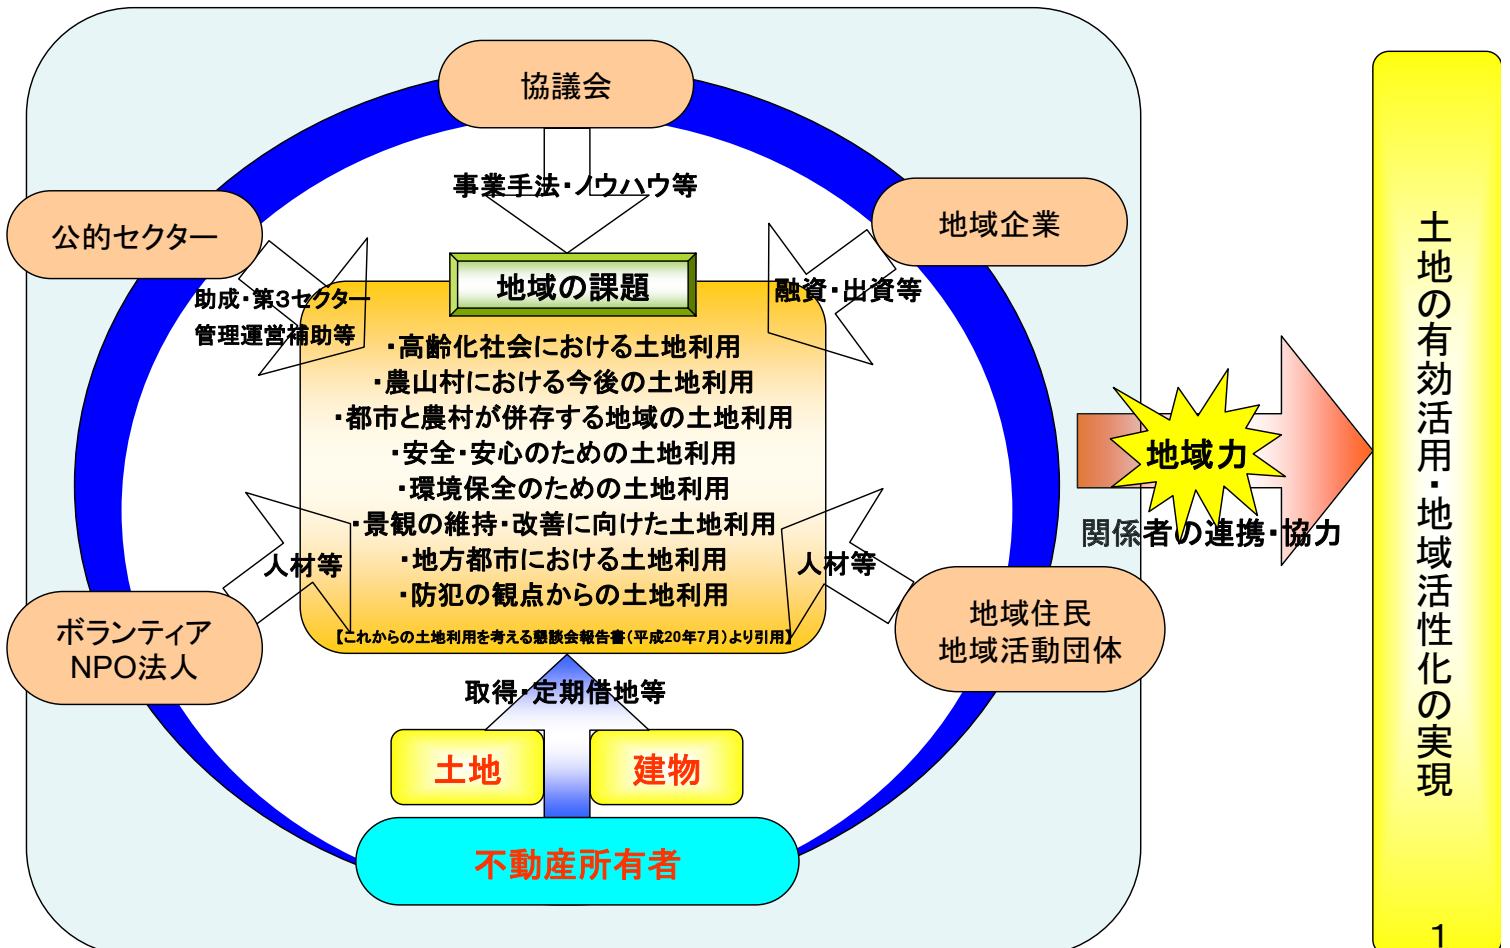 協議会
事業手法・ノウハウ等
公的セクター
地域企業
助成・第３セクター
管理運営補助等
融資・出資等
地域の課題
・高齢化社会における土地利用
・農山村における今後の土地利用
・都市と農村が併存する地域の土地利用
・安全・安心のための土地利用
・環境保全のための土地利用
・景観の維持・改善に向けた土地利用
・地方都市における土地利用
・防犯の観点からの土地利用
【これからの土地利用を考える懇談会報告書（平成20年7月）より引用】
人材等
人材等
ボランティア
NPO法人
地域住民
地域活動団体
取得・定期借地等
土地
建物
不動産所有者
地域力
関係者の連携・協力
土地の有効活用・地域活性化の実現
1